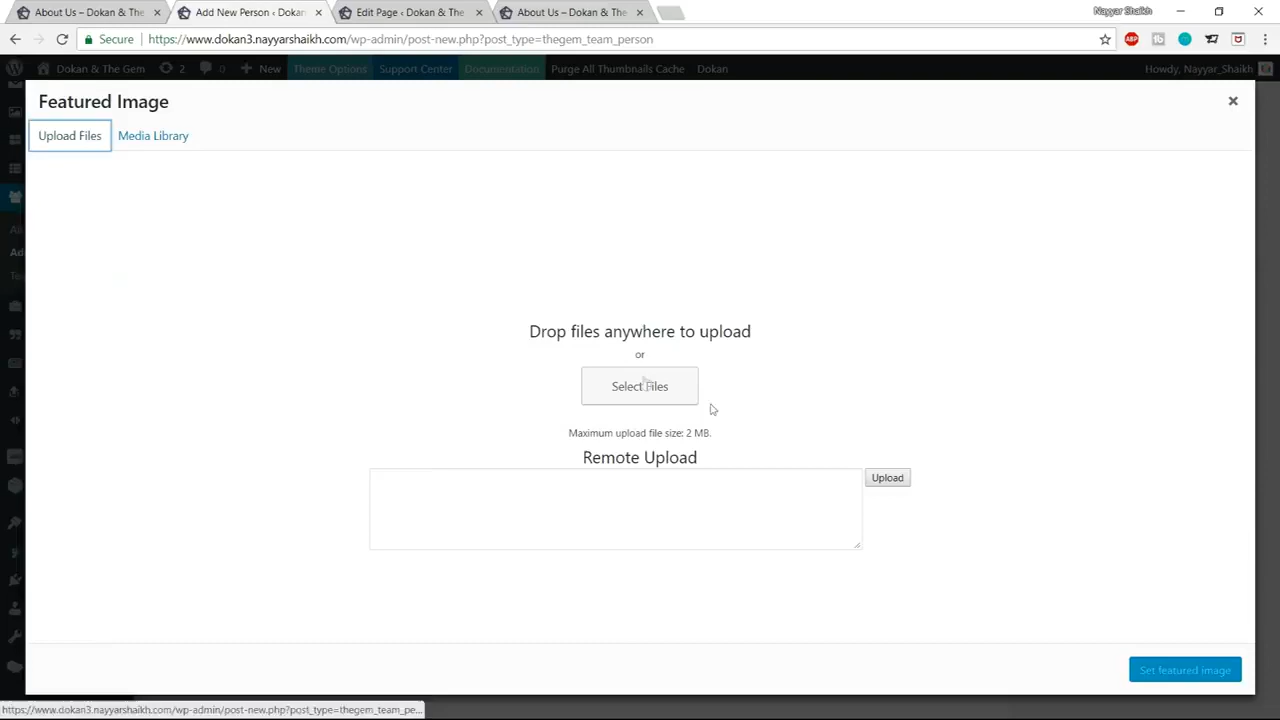 About Us – Dokan & The
Add New Person ‹ Dokan
Edit Page ‹ Dokan & The
About Us – Dokan & The
Nayyar Shaikh
Secure
https://www.dokan3.nayyarshaikh.com/wp-admin/post-new.php?post_type=thegem_team_person
ABP
Dokan & The Gem
2
0
New
Theme Options
Support Center
Documentation
Purge All Thumbnails Cache
Dokan
Howdy, Nayyar_Shaikh
Featured Image
Upload Files
Media Library
Ad
Drop files anywhere to upload
or
Select Files
Maximum upload file size: 2 MB.
Remote Upload
Upload
Set featured image
https://www.dokan3.nayyarshaikh.com/wp-admin/post-new.php?post_type=thegem_team_pe...